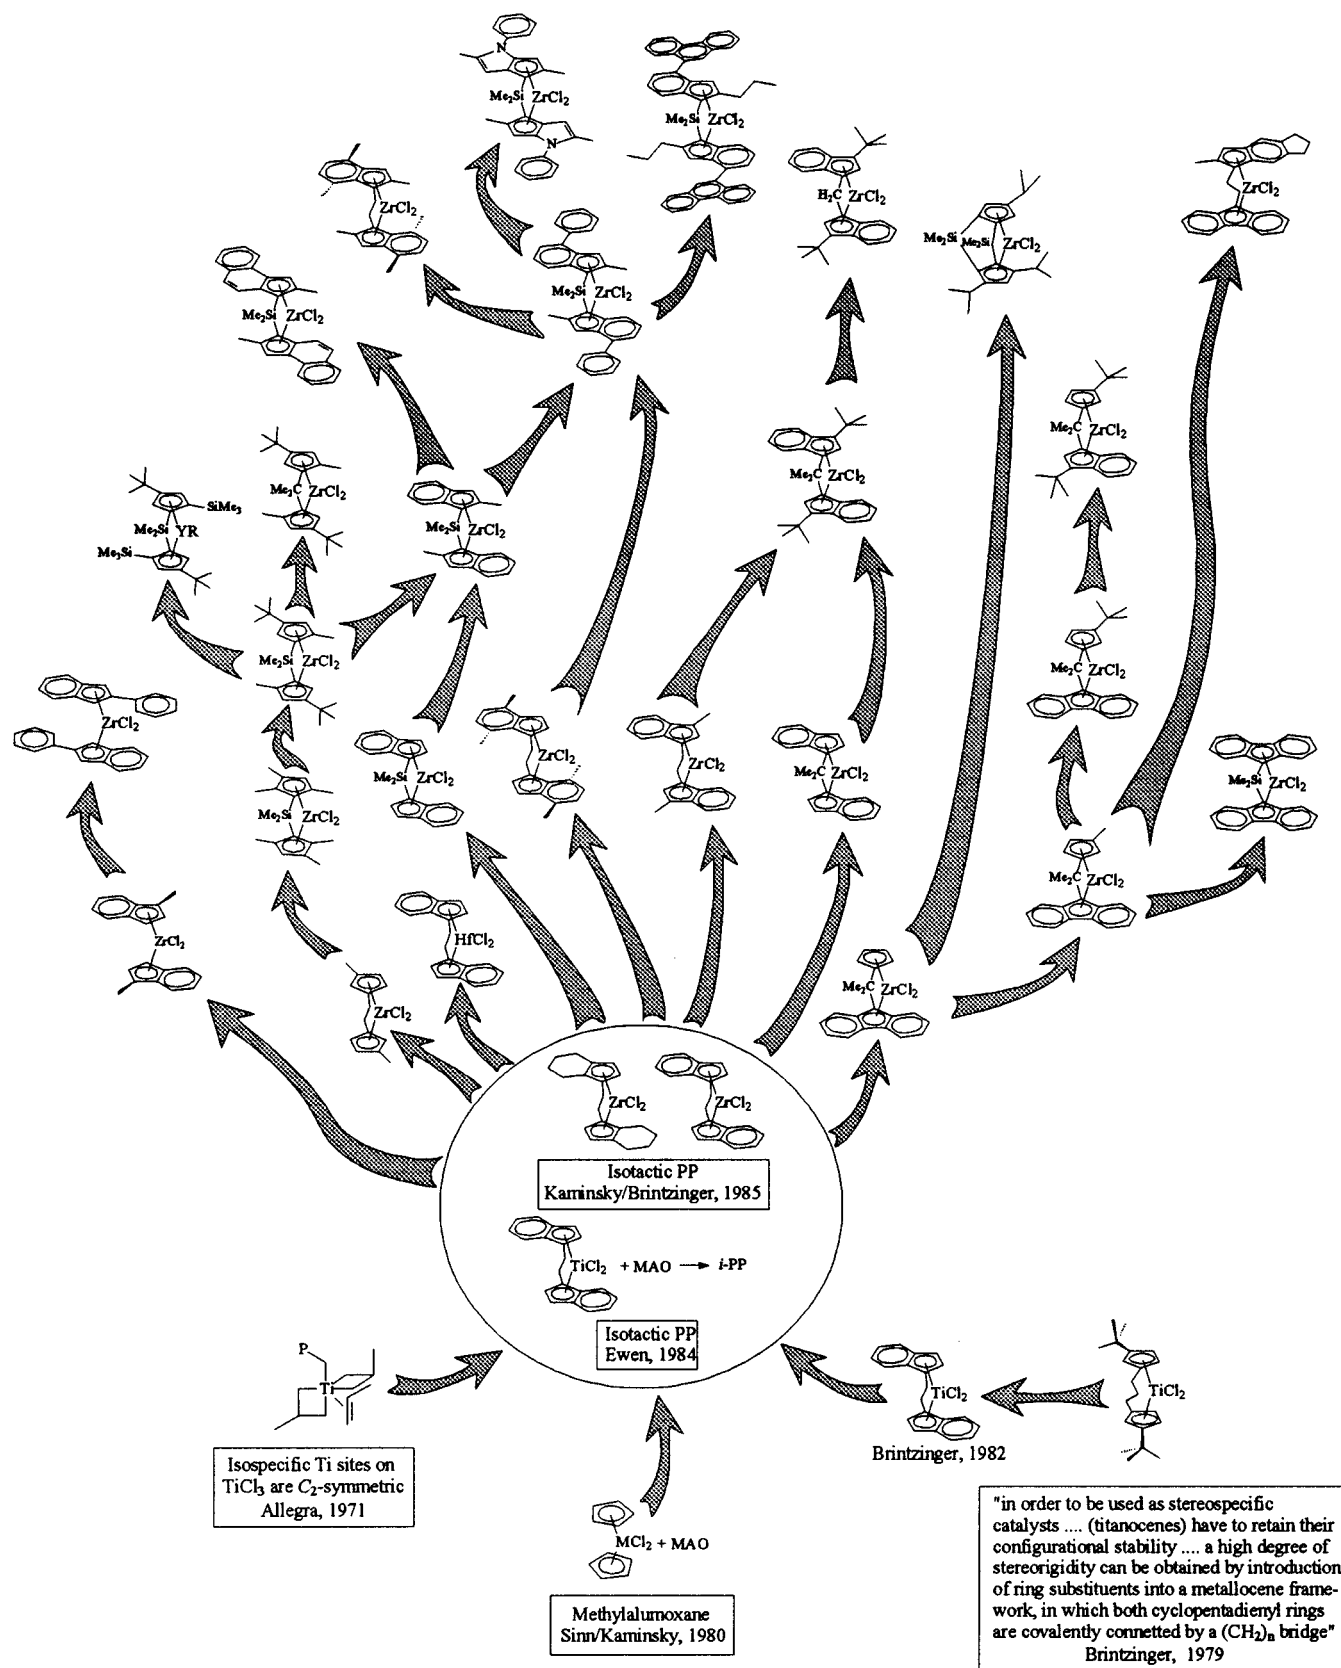 N
Me₂Si
ZrCl₂
N
Me₂Si
ZrCl₂
ZrCl₂
H₂C
ZrCl₂
Me₂Si
Me₂Si
ZrCl₂
ZrCl₂
Me₂Si
ZrCl₂
Me₂Si
ZrCl₂
Me₂C
ZrCl₂
Me₂C
ZrCl₂
Me₂C
ZrCl₂
SiMe₃
Me₂Si
YR
Me₃Si
Me₂Si
ZrCl₂
Me₂Si
ZrCl₂
Me₂C
ZrCl₂
ZrCl₂
Me₂Si
ZrCl₂
Me₂Si
ZrCl₂
ZrCl₂
ZrCl₂
Me₂C
ZrCl₂
Me₂Si
ZrCl₂
Me₂C
ZrCl₂
ZrCl₂
HfCl₂
ZrCl₂
Me₂C
ZrCl₂
ZrCl₂
ZrCl₂
Isotactic PP
Kaminsky/Brintzinger, 1985
TiCl₂ + MAO → i-PP
Isotactic PP
Ewen, 1984
P
Ti
Isospecific Ti sites on
TiCl₃ are C₂-symmetric
Allegra, 1971
TiCl₂
Brintzinger, 1982
TiCl₂
MCl₂ + MAO
Methylalumoxane
Sinn/Kaminsky, 1980
"in order to be used as stereospecific
catalysts .... (titanocenes) have to retain their
configurational stability .... a high degree of
stereorigidity can be obtained by introduction
of ring substituents into a metallocene frame-
work, in which both cyclopentadienyl rings
are covalently connetted by a (CH₂)ₙ bridge"
Brintzinger, 1979